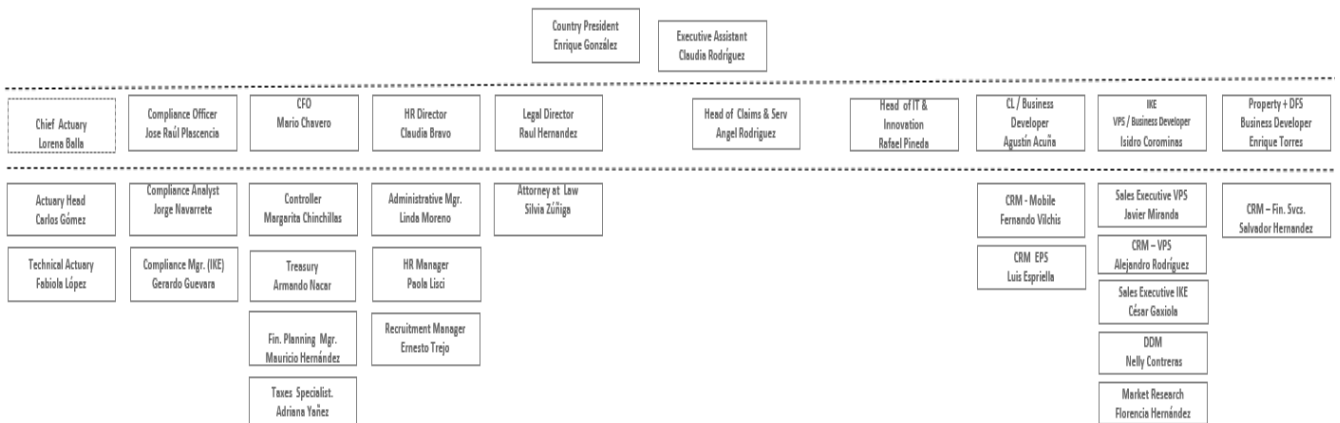 Country President
Enrique González
Executive Assistant
Claudia Rodríguez
Chief Actuary
Lorena Balla
Compliance Officer
Jose Raúl Plascencia
CFO
Mario Chavero
HR Director
Claudia Bravo
Legal Director
Raul Hernandez
Head of Claims & Serv
Angel Rodriguez
Head of IT &
Innovation
Rafael Pineda
CL / Business
Developer
Agustín Acuña
IKE
VPS / Business Developer
Isidro Corominas
Property + DFS
Business Developer
Enrique Torres
Actuary Head
Carlos Gómez
Compliance Analyst
Jorge Navarrete
Controller
Margarita Chinchillas
Administrative Mgr.
Linda Moreno
Attorney at Law
Silvia Zúñiga
CRM - Mobile
Fernando Vilchis
Sales Executive VPS
Javier Miranda
CRM – Fin. Svcs.
Salvador Hernandez
Technical Actuary
Fabiola López
Compliance Mgr. (IKE)
Gerardo Guevara
Treasury
Armando Nacar
HR Manager
Paola Lisci
CRM EPS
Luis Espriella
CRM – VPS
Alejandro Rodríguez
Fin. Planning Mgr.
Mauricio Hernández
Recruitment Manager
Ernesto Trejo
Sales Executive IKE
César Gaxiola
DDM
Nelly Contreras
Taxes Specialist.
Adriana Yañez
Market Research
Florencia Hernández